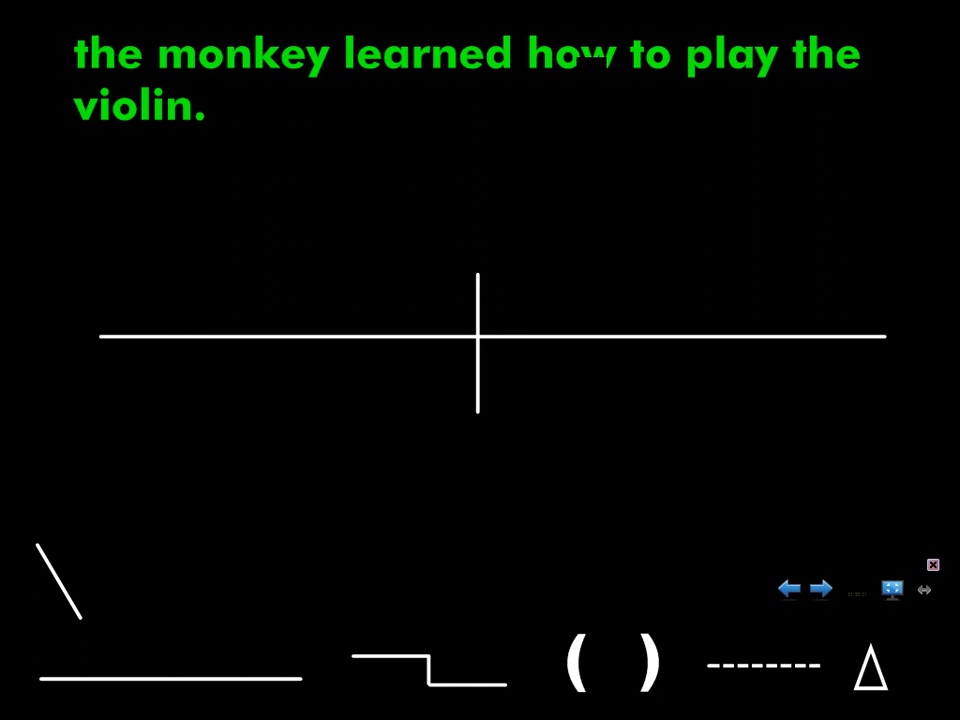 the monkey learned how to play the
violin.
( )